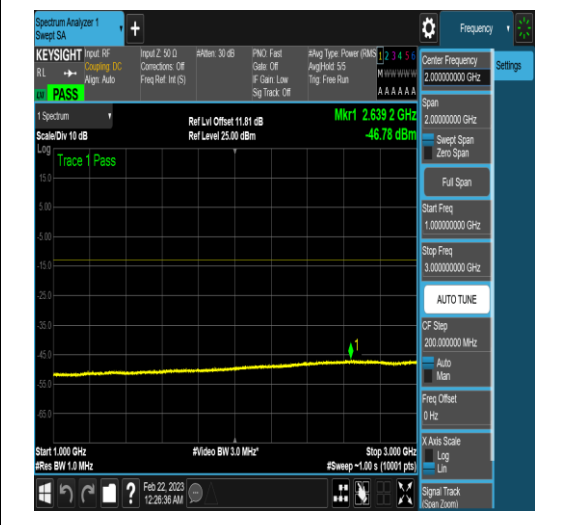 Spectrum Analyzer 1
Swept SA
+
Frequency
KEYSIGHT
RL
Input: RF
Coupling: DC
Align: Auto
Input Z: 50 Ω
Corrections: Off
Freq Ref: Int (S)
#Atten: 30 dB
PNO: Fast
Gate: Off
IF Gain: Low
Sig Track: Off
#Avg Type: Power (RMS
Avg|Hold: 5/5
Trig: Free Run
1 2 3 4 5 6
M w w w w w
A A A A A A
PASS
1 Spectrum
Scale/Div 10 dB
Ref Lvl Offset 11.81 dB
Ref Level 25.00 dBm
Mkr1 2.639 2 GHz
-46.78 dBm
Log
Trace 1 Pass
15.0
5.00
-5.00
-15.0
-25.0
-35.0
-45.0
-55.0
-65.0
1
Start 1.000 GHz
#Res BW 1.0 MHz
#Video BW 3.0 MHz*
Stop 3.000 GHz
#Sweep ~1.00 s (10001 pts)
?
Feb 22, 2023
12:26:36 AM
Settings
Center Frequency
2.000000000 GHz
Span
2.00000000 GHz
Swept Span
Zero Span
Full Span
Start Freq
1.000000000 GHz
Stop Freq
3.000000000 GHz
AUTO TUNE
CF Step
200.000000 MHz
Auto
Man
Freq Offset
0 Hz
X Axis Scale
Log
Lin
Signal Track
(Span Zoom)